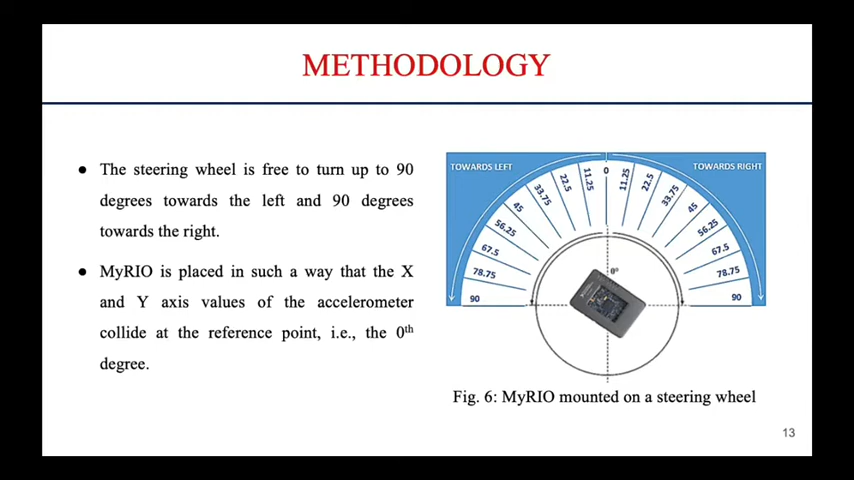 METHODOLOGY
● The steering wheel is free to turn up to 90
degrees towards the left and 90 degrees
towards the right.
● MyRIO is placed in such a way that the X
and Y axis values of the accelerometer
collide at the reference point, i.e., the 0th
degree.
TOWARDS LEFT
TOWARDS RIGHT
90
78.75
67.5
56.25
45
33.75
22.5
11.25
0
11.25
22.5
33.75
45
56.25
67.5
78.75
90
0°
Fig. 6: MyRIO mounted on a steering wheel
13